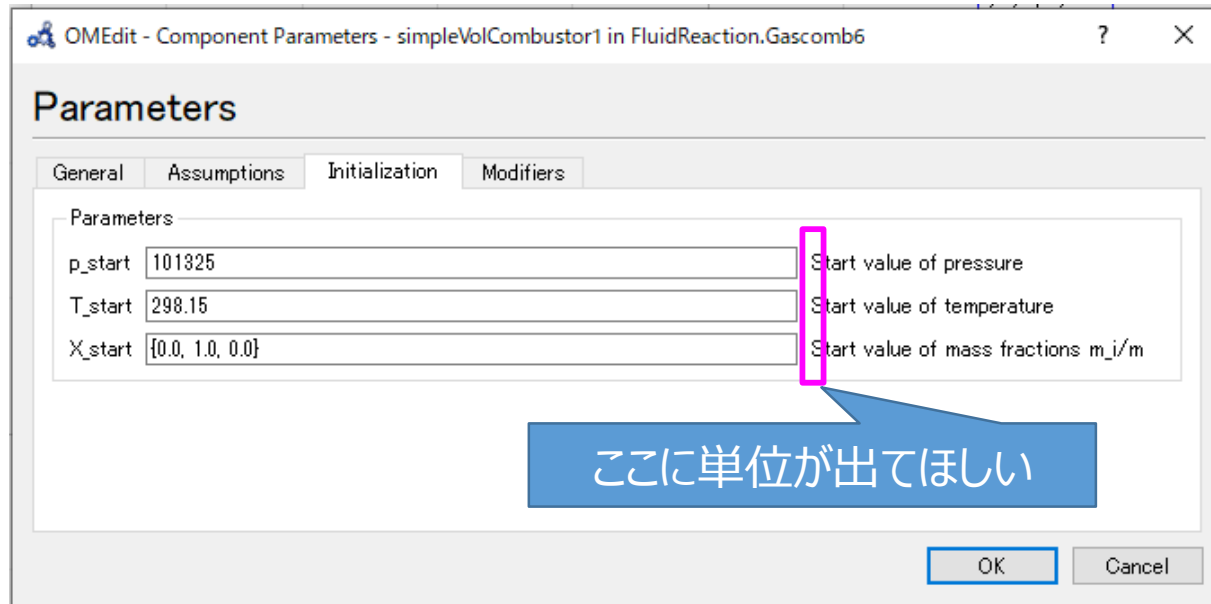 OMEdit - Component Parameters - simpleVolCombustor1 in FluidReaction.Gascomb6 ? ×
Parameters
General Assumptions Initialization Modifiers
Parameters
p_start 101325 Start value of pressure
T_start 298.15 Start value of temperature
X_start {0.0, 1.0, 0.0} Start value of mass fractions m_i/m
ここに単位が出てほしい
OK Cancel